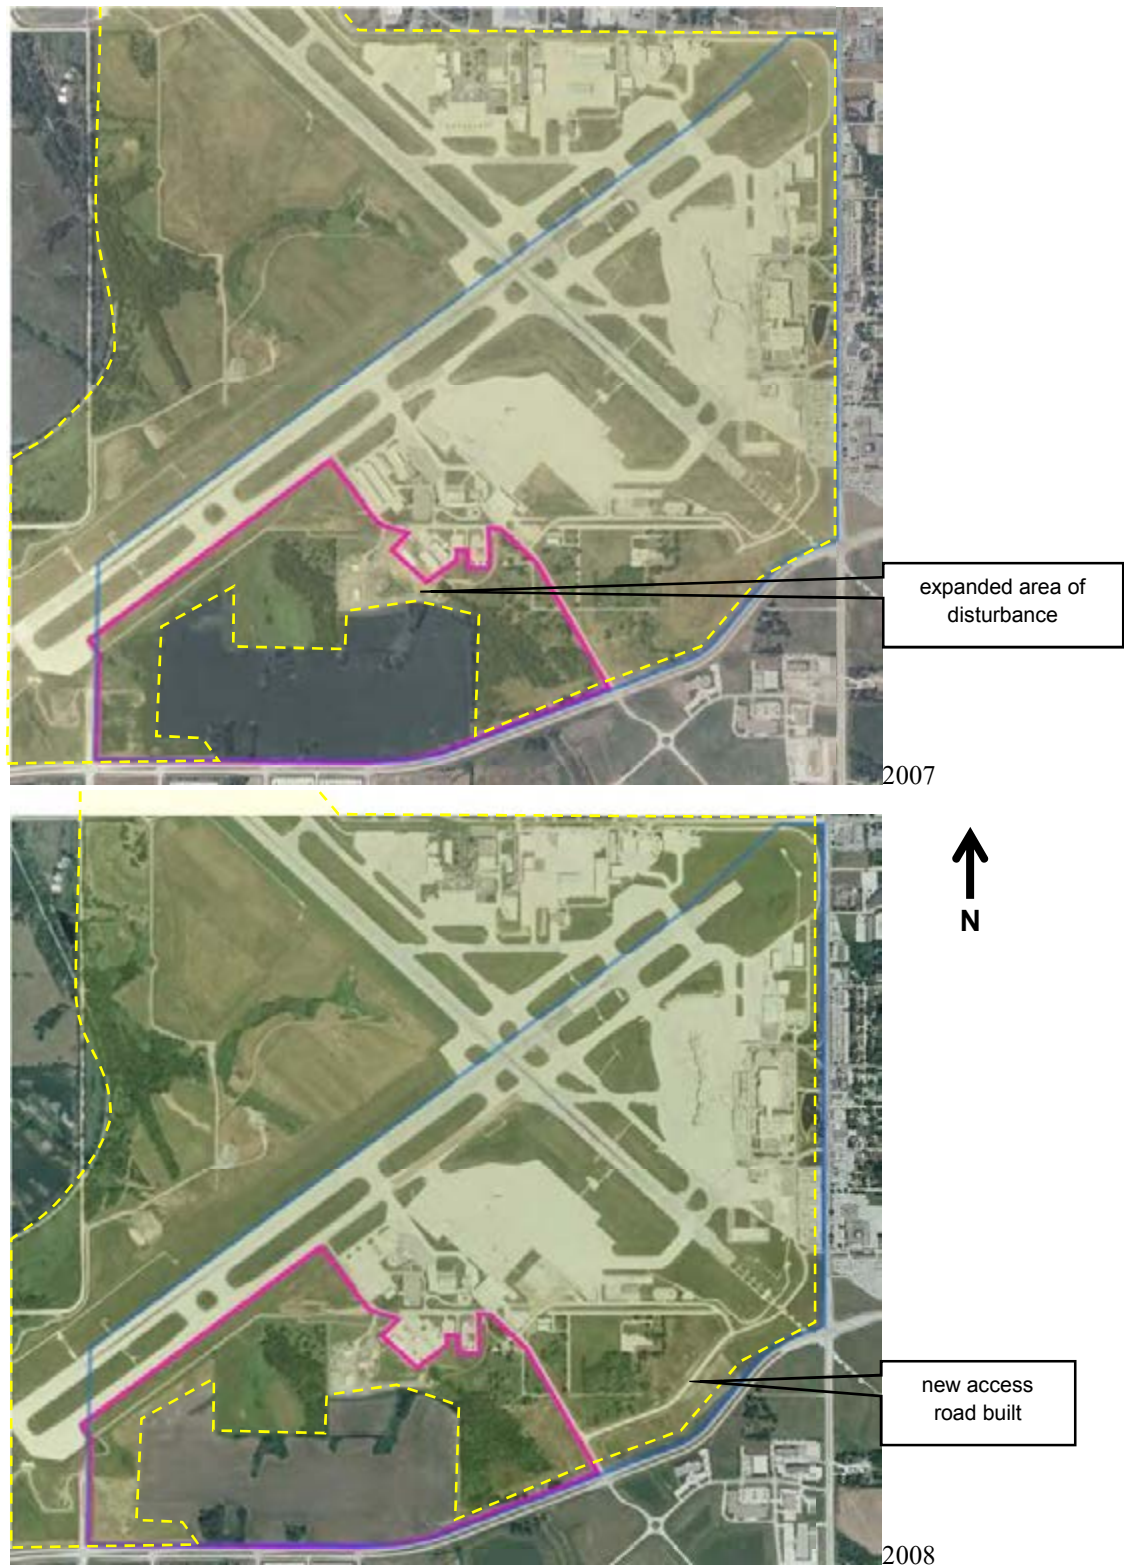 expanded area of
disturbance
2007
N
new access
road built
2008